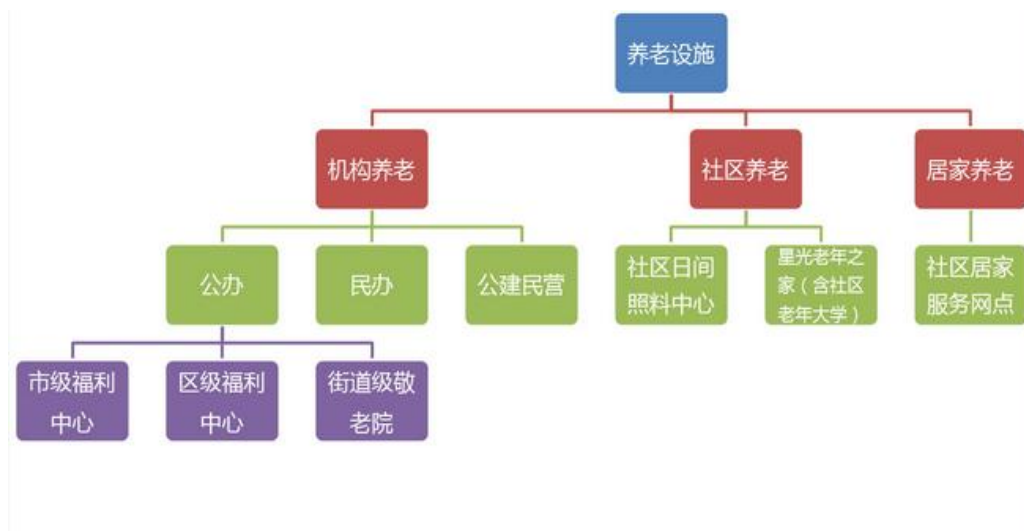 养老设施
机构养老
社区养老
居家养老
公办
民办
公建民营
社区日间
照料中心
星光老年之
家（含社区
老年大学）
社区居家
服务网点
市级福利
中心
区级福利
中心
街道级敬
老院